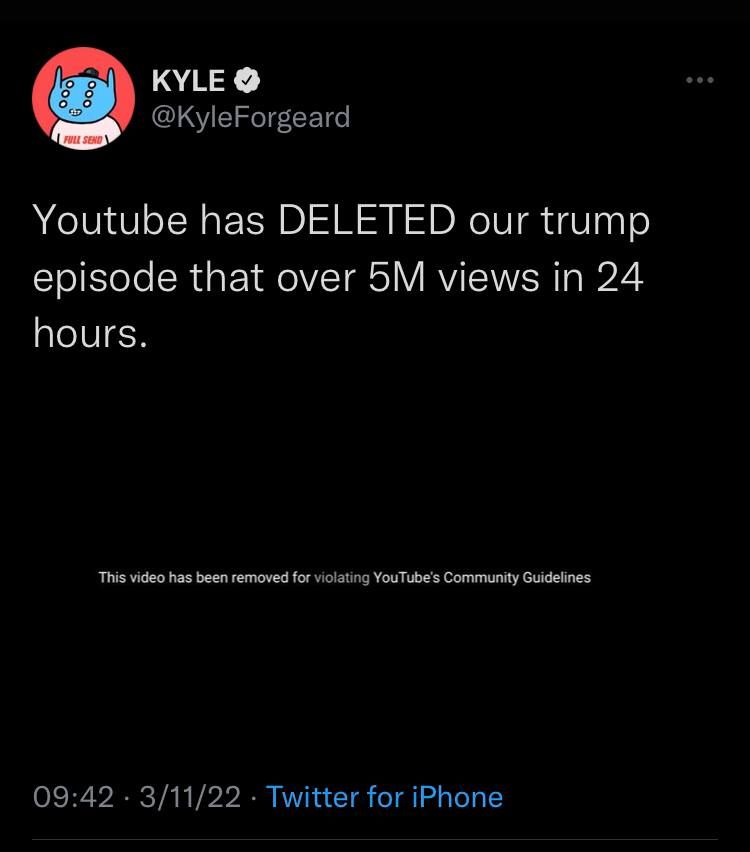 KYLE
@KyleForgeard
FULL SEND
Youtube has DELETED our trump
episode that over 5M views in 24
hours.
This video has been removed for violating YouTube's Community Guidelines
09:42 · 3/11/22 · Twitter for iPhone